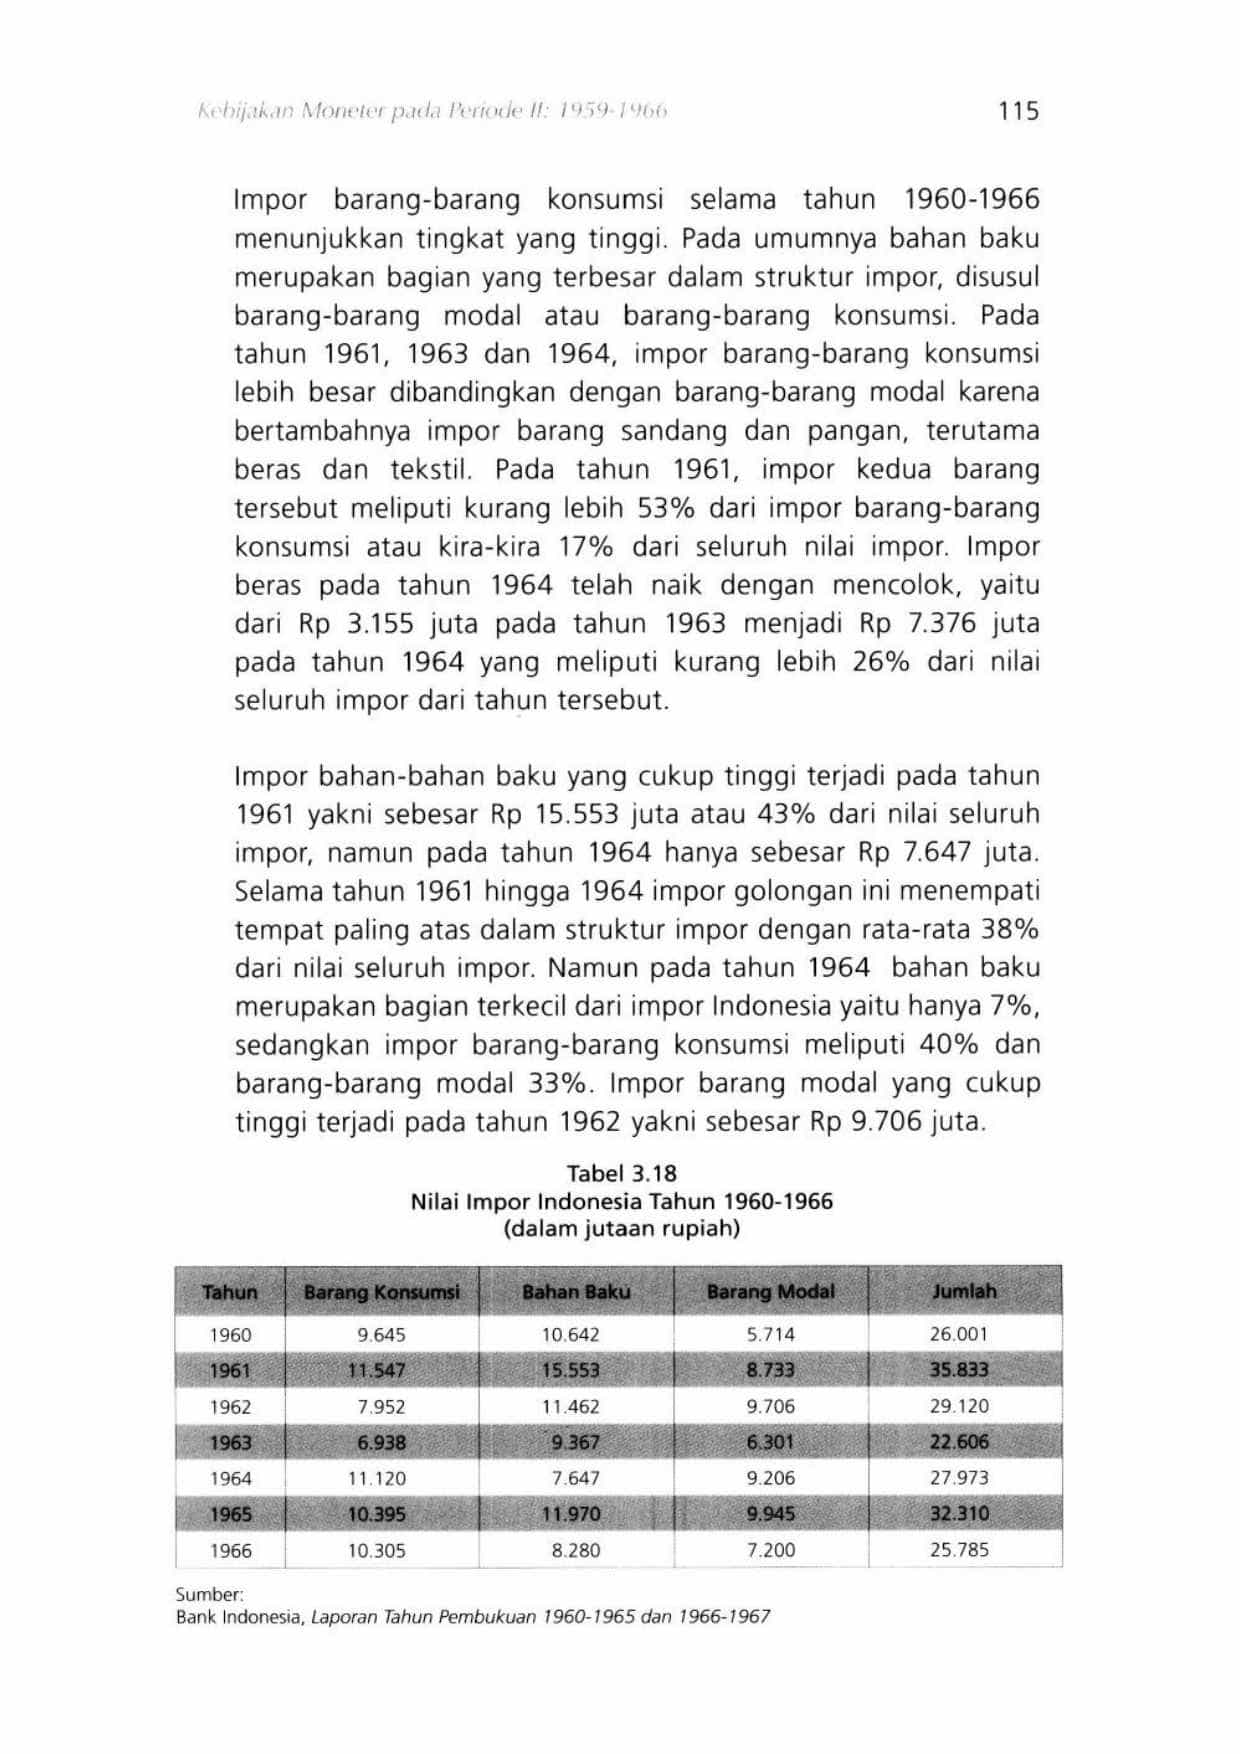 Kebijakan Moneter pada Periode II: 1959-1966 115
Impor barang-barang konsumsi selama tahun 1960-1966
menunjukkan tingkat yang tinggi. Pada umumnya bahan baku
merupakan bagian yang terbesar dalam struktur impor, disusul
barang-barang modal atau barang-barang konsumsi. Pada
tahun 1961, 1963 dan 1964, impor barang-barang konsumsi
lebih besar dibandingkan dengan barang-barang modal karena
bertambahnya impor barang sandang dan pangan, terutama
beras dan tekstil. Pada tahun 1961, impor kedua barang
tersebut meliputi kurang lebih 53% dari impor barang-barang
konsumsi atau kira-kira 17% dari seluruh nilai impor. Impor
beras pada tahun 1964 telah naik dengan mencolok, yaitu
dari Rp 3.155 juta pada tahun 1963 menjadi Rp 7.376 juta
pada tahun 1964 yang meliputi kurang lebih 26% dari nilai
seluruh impor dari tahun tersebut.
Impor bahan-bahan baku yang cukup tinggi terjadi pada tahun
1961 yakni sebesar Rp 15.553 juta atau 43% dari nilai seluruh
impor, namun pada tahun 1964 hanya sebesar Rp 7.647 juta.
Selama tahun 1961 hingga 1964 impor golongan ini menempati
tempat paling atas dalam struktur impor dengan rata-rata 38%
dari nilai seluruh impor. Namun pada tahun 1964 bahan baku
merupakan bagian terkecil dari impor Indonesia yaitu hanya 7%,
sedangkan impor barang-barang konsumsi meliputi 40% dan
barang-barang modal 33%. Impor barang modal yang cukup
tinggi terjadi pada tahun 1962 yakni sebesar Rp 9.706 juta.
Tabel 3.18
Nilai Impor Indonesia Tahun 1960-1966
(dalam jutaan rupiah)
Tahun Barang Konsumsi Bahan Baku Barang Modal Jumlah
1960 9.645 10.642 5.714 26.001
1961 11.547 15.553 8.733 35.833
1962 7.952 11.462 9.706 29.120
1963 6.938 9.367 6.301 22.606
1964 11.120 7.647 9.206 27.973
1965 10.395 11.970 9.945 32.310
1966 10.305 8.280 7.200 25.785
Sumber:
Bank Indonesia, Laporan Tahun Pembukuan 1960-1965 dan 1966-1967